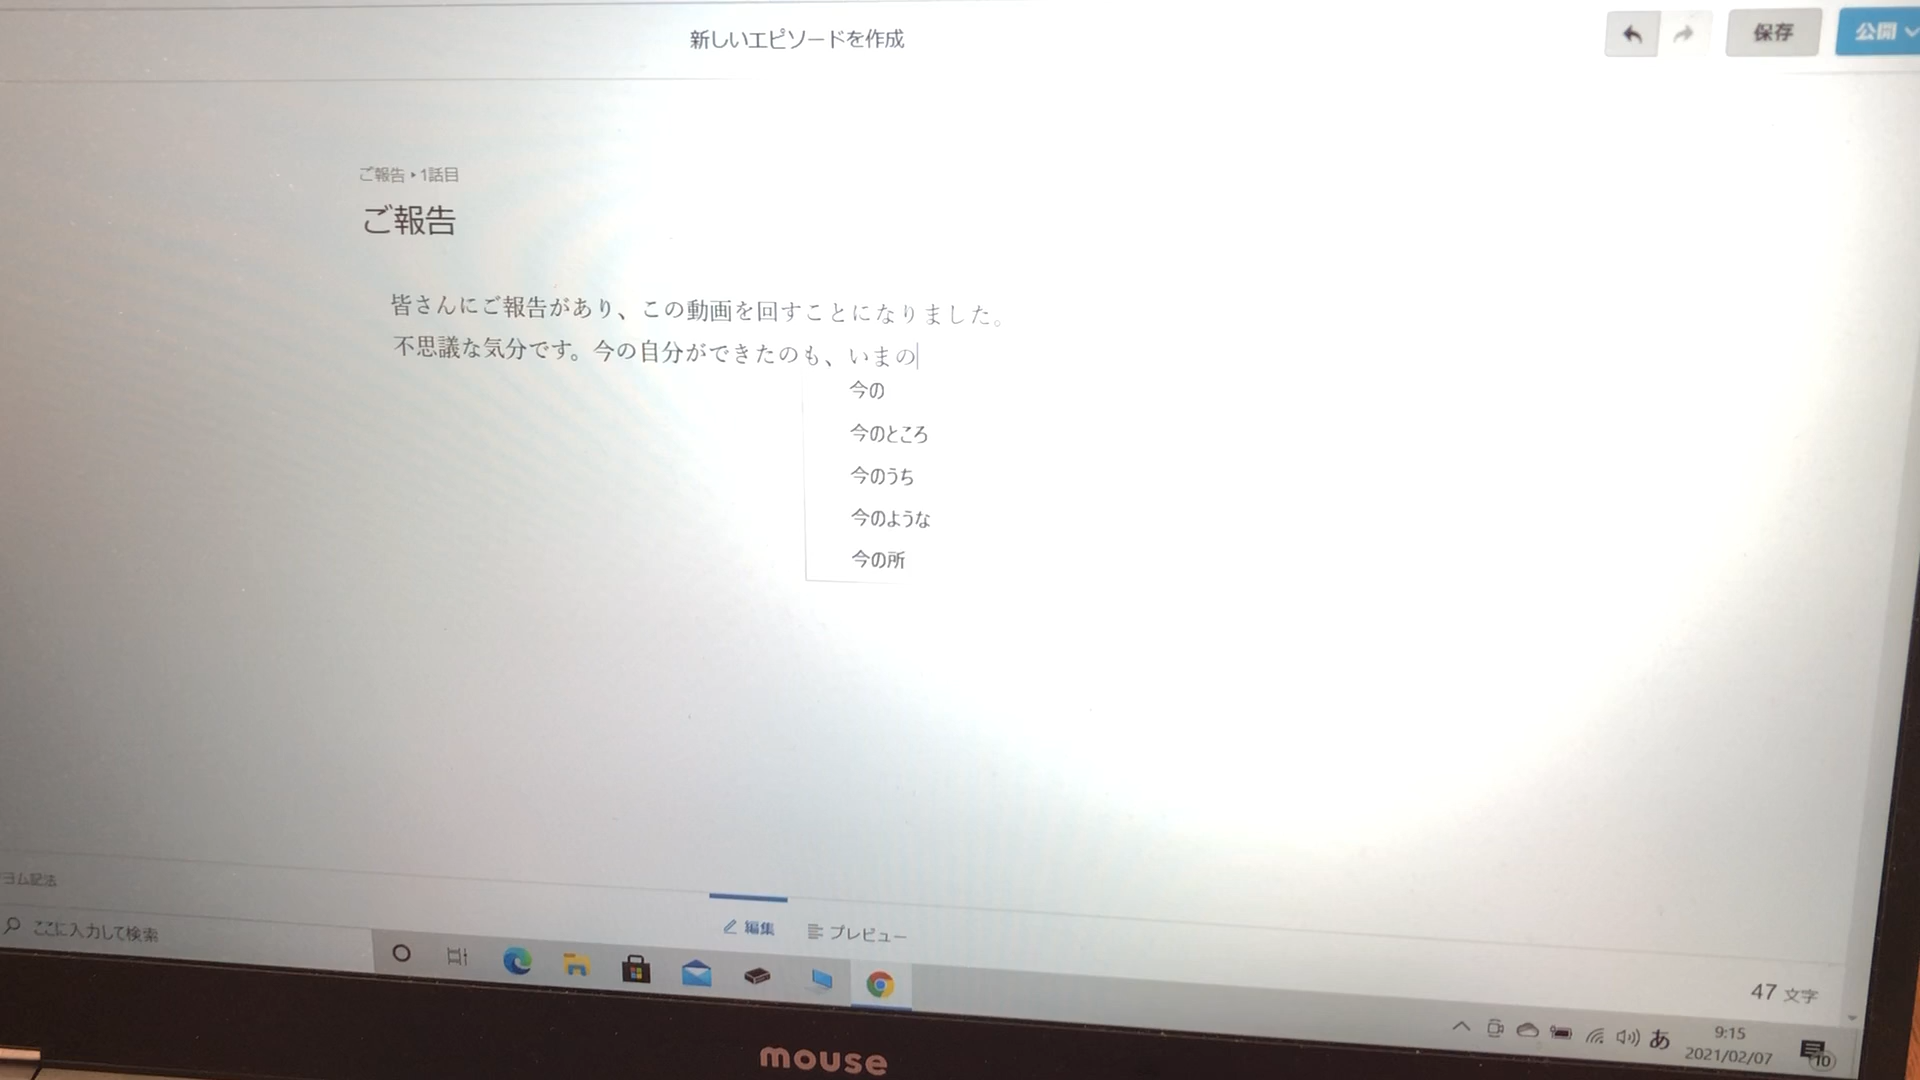 新しいエピソードを作成
保存
公開
ご報告 ▸ 1話目
ご報告
皆さんにご報告があり、この動画を回すことになりました。
不思議な気分です。今の自分ができたのも、いまの
今の
今のところ
今のうち
今のような
今の所
ヨム記法
編集
プレビュー
47 文字
ここに入力して検索
あ
9:15
2021/02/07
10
mouse